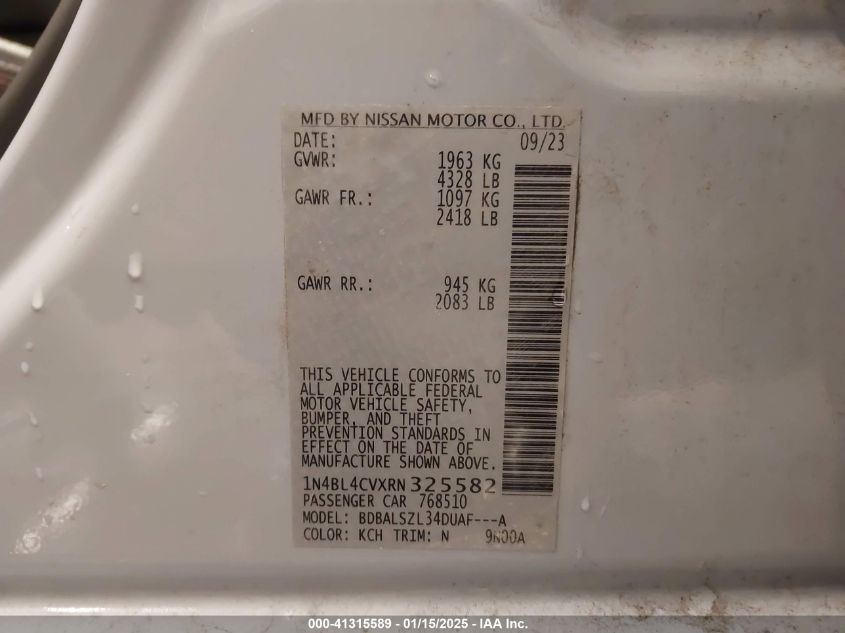 MFD BY NISSAN MOTOR CO., LTD.
DATE: 09/23
GVWR: 1963 KG
4328 LB
GAWR FR.: 1097 KG
2418 LB
GAWR RR.: 945 KG
2083 LB
THIS VEHICLE CONFORMS TO
ALL APPLICABLE FEDERAL
MOTOR VEHICLE SAFETY,
BUMPER, AND THEFT
PREVENTION STANDARDS IN
EFFECT ON THE DATE OF
MANUFACTURE SHOWN ABOVE.
1N4BL4CVXRN325582
PASSENGER CAR 768510
MODEL: BDBALSZL34DUAF---A
COLOR: KCH TRIM: N
000-41315589 - 01/15/2025 - IAA Inc.